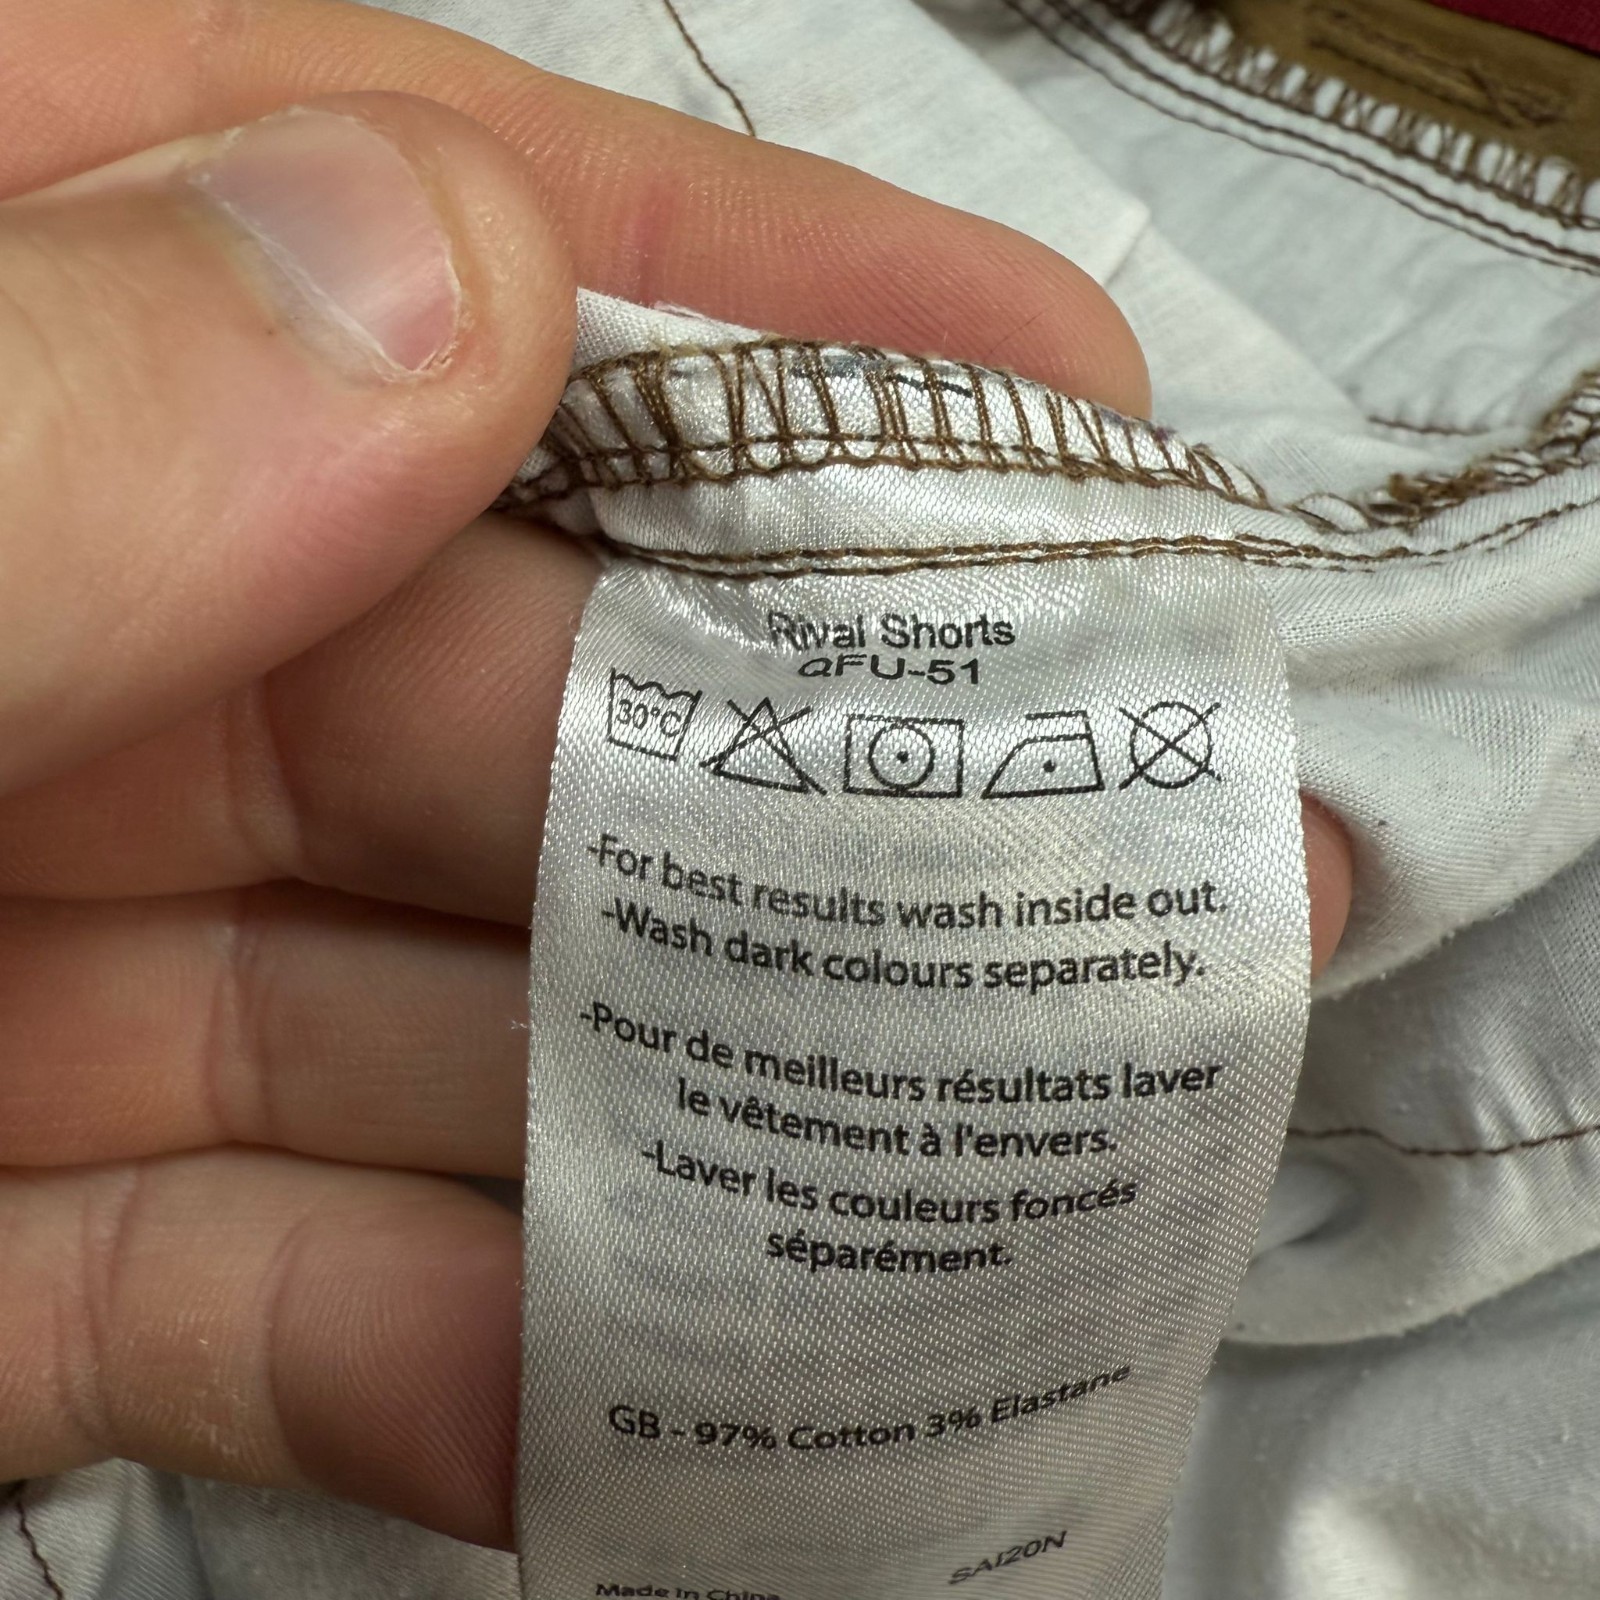 Rival Shorts
QFU-51
30°C
-For best results wash inside out.
-Wash dark colours separately.
-Pour de meilleurs résultats laver
le vêtement à l'envers.
-Laver les couleurs foncés
séparément.
GB - 97% Cotton 3% Elastane
SAI20N
Made in China